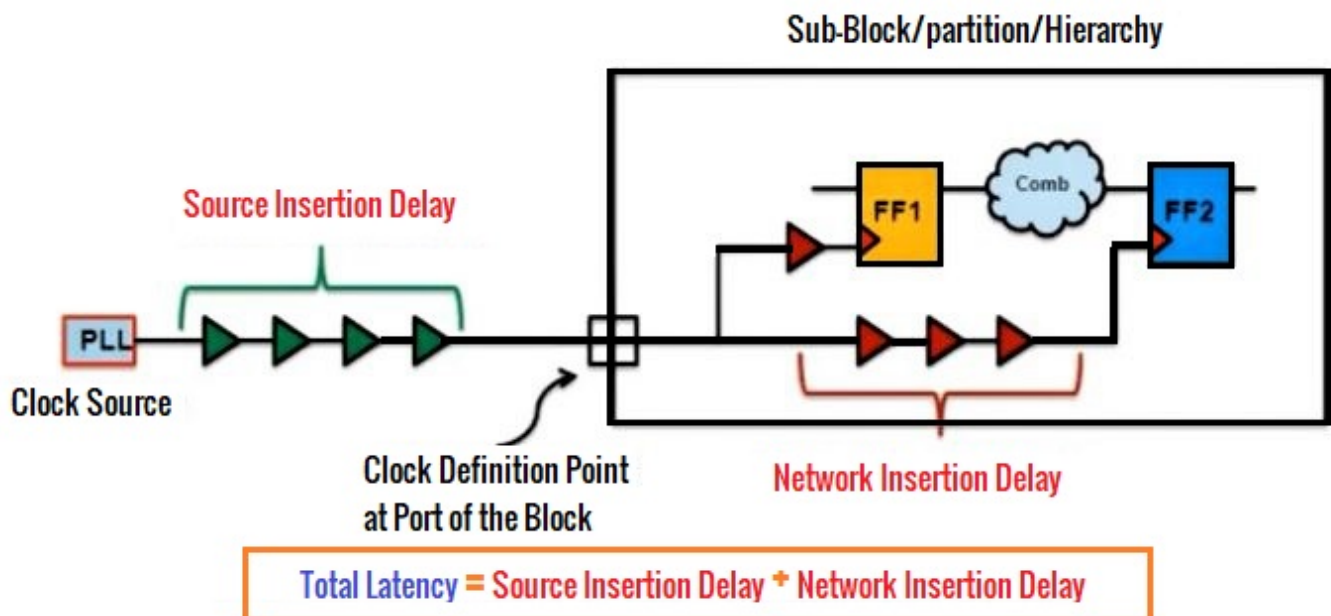 Sub-Block/partition/Hierarchy
Source Insertion Delay
Comb
FF1
FF2
PLL
Clock Source
Clock Definition Point
at Port of the Block
Network Insertion Delay
Total Latency = Source Insertion Delay + Network Insertion Delay